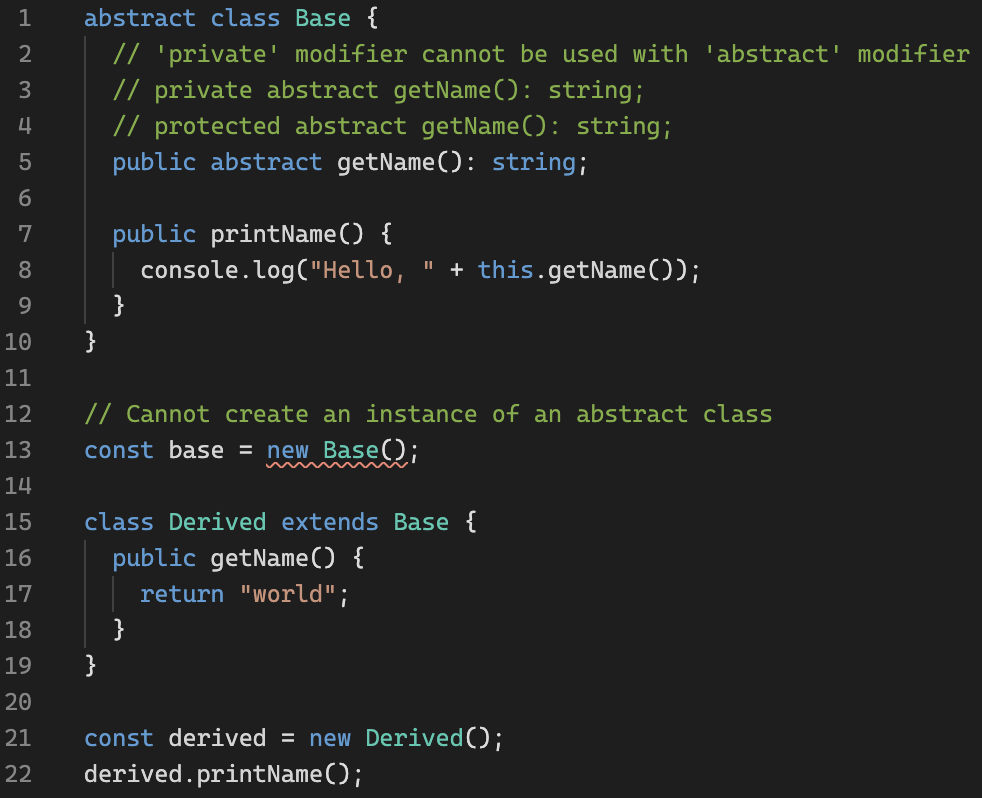 1 abstract class Base {
2 // 'private' modifier cannot be used with 'abstract' modifier
3 // private abstract getName(): string;
4 // protected abstract getName(): string;
5 public abstract getName(): string;
6
7 public printName() {
8 console.log("Hello, " + this.getName());
9 }
10 }
11
12 // Cannot create an instance of an abstract class
13 const base = new Base();
14
15 class Derived extends Base {
16 public getName() {
17 return "world";
18 }
19 }
20
21 const derived = new Derived();
22 derived.printName();